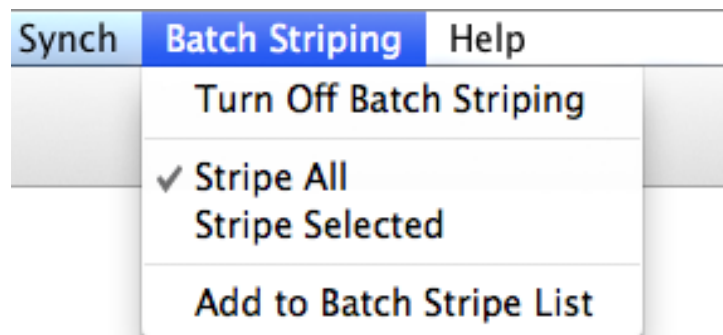 Synch Batch Striping Help
Turn Off Batch Striping
Stripe All
Stripe Selected
Add to Batch Stripe List